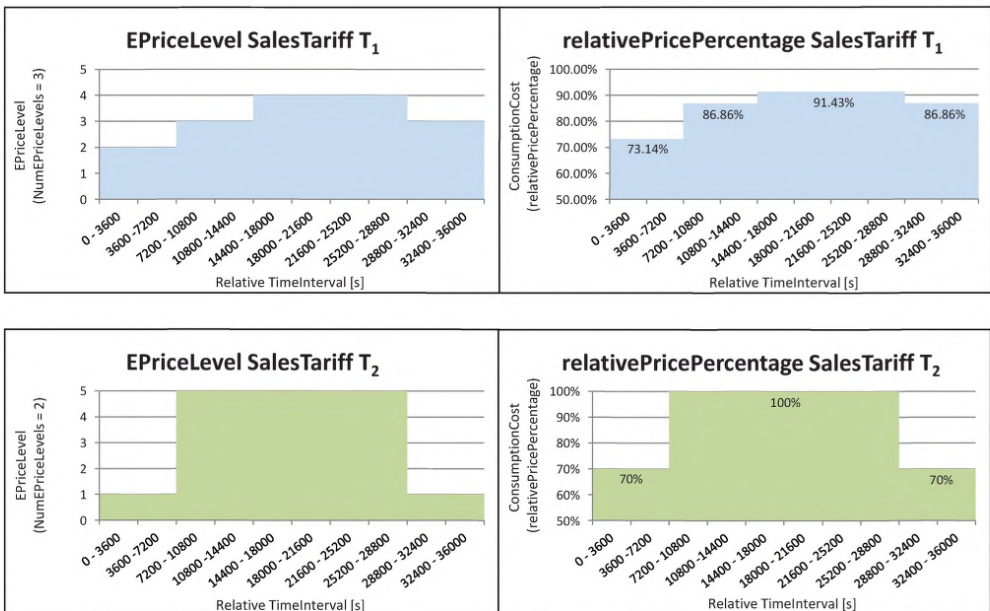 EPriceLevel SalesTariff T1
EPriceLevel
(NumEPriceLevels = 3)
5
4
3
2
1
0
0 - 3600
3600 -7200
7200 - 10800
10800 -14400
14400 - 18000
18000 - 21600
21600 - 25200
25200 - 28800
28800 - 32400
32400 - 36000
Relative TimeInterval [s]
relativePricePercentage SalesTariff T1
ConsumptionCost
(relativePricePercentage)
100.00%
90.00%
80.00%
70.00%
60.00%
50.00%
73.14%
86.86%
91.43%
86.86%
0 - 3600
3600 -7200
7200 - 10800
10800 -14400
14400 - 18000
18000 - 21600
21600 - 25200
25200 - 28800
28800 - 32400
32400 - 36000
Relative TimeInterval [s]
EPriceLevel SalesTariff T2
EPriceLevel
(NumEPriceLevels = 2)
5
4
3
2
1
0
0 - 3600
3600 -7200
7200 - 10800
10800 -14400
14400 - 18000
18000 - 21600
21600 - 25200
25200 - 28800
28800 - 32400
32400 - 36000
Relative TimeInterval [s]
relativePricePercentage SalesTariff T2
ConsumptionCost
(relativePricePercentage)
100%
90%
80%
70%
60%
50%
70%
100%
70%
0 - 3600
3600 -7200
7200 - 10800
10800 -14400
14400 - 18000
18000 - 21600
21600 - 25200
25200 - 28800
28800 - 32400
32400 - 36000
Relative TimeInterval [s]